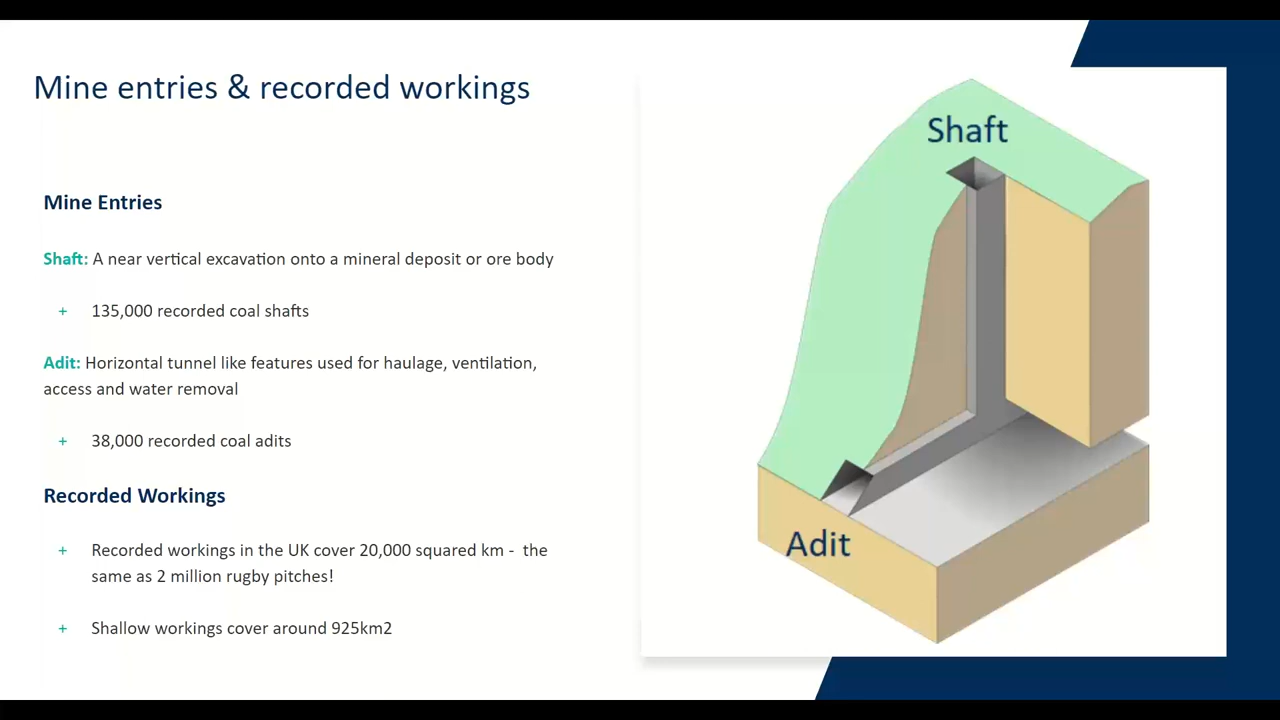 Mine entries & recorded workings
Mine Entries
Shaft: A near vertical excavation onto a mineral deposit or ore body
+ 135,000 recorded coal shafts
Adit: Horizontal tunnel like features used for haulage, ventilation,
access and water removal
+ 38,000 recorded coal adits
Recorded Workings
+ Recorded workings in the UK cover 20,000 squared km - the
same as 2 million rugby pitches!
+ Shallow workings cover around 925km2
Shaft
Adit